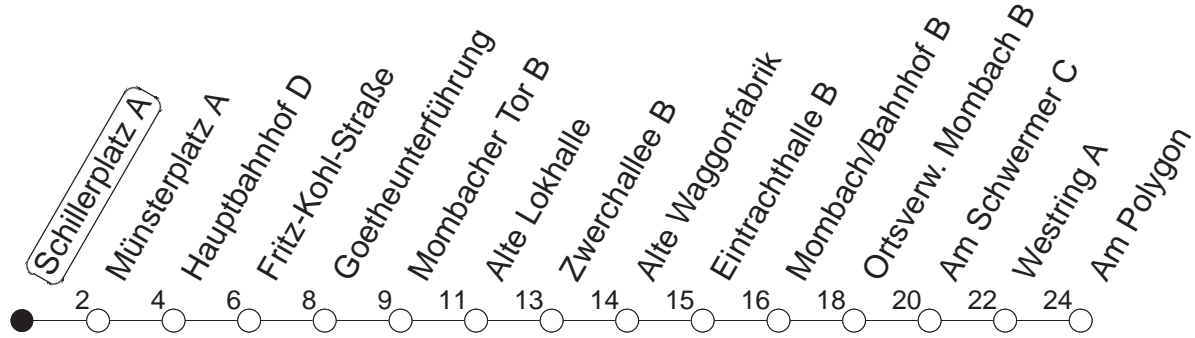 Schillerplatz A
Münsterplatz A
Hauptbahnhof D
Fritz-Kohl-Straße
Goetheunterführung
Mombacher Tor B
Alte Lokhalle
Zwerchallee B
Alte Waggonfabrik
Eintrachthalle B
Mombach/Bahnhof B
Ortsverw. Mombach B
Am Schwermer C
Westring A
Am Polygon
2 4 6 8 9 11 13 14 15 16 18 20 22 24